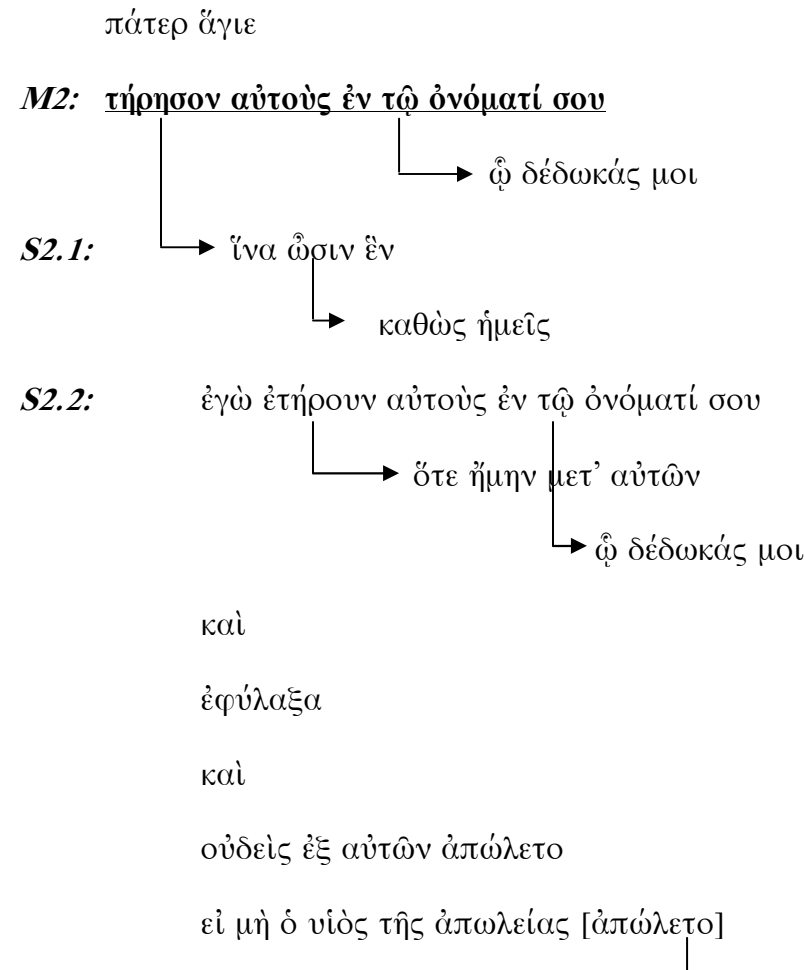 πάτερ ἅγιε
M2: τήρησον αὐτοὺς ἐν τῷ ὀνόματί σου
ᾧ δέδωκάς μοι
S2.1: ἵνα ὦσιν ἓν
καθὼς ἡμεῖς
S2.2: ἐγὼ ἐτήρουν αὐτοὺς ἐν τῷ ὀνόματί σου
ὅτε ἤμην μετ’ αὐτῶν
ᾧ δέδωκάς μοι
καὶ
ἐφύλαξα
καὶ
οὐδεὶς ἐξ αὐτῶν ἀπώλετο
εἰ μὴ ὁ υἱὸς τῆς ἀπωλείας [ἀπώλετο]